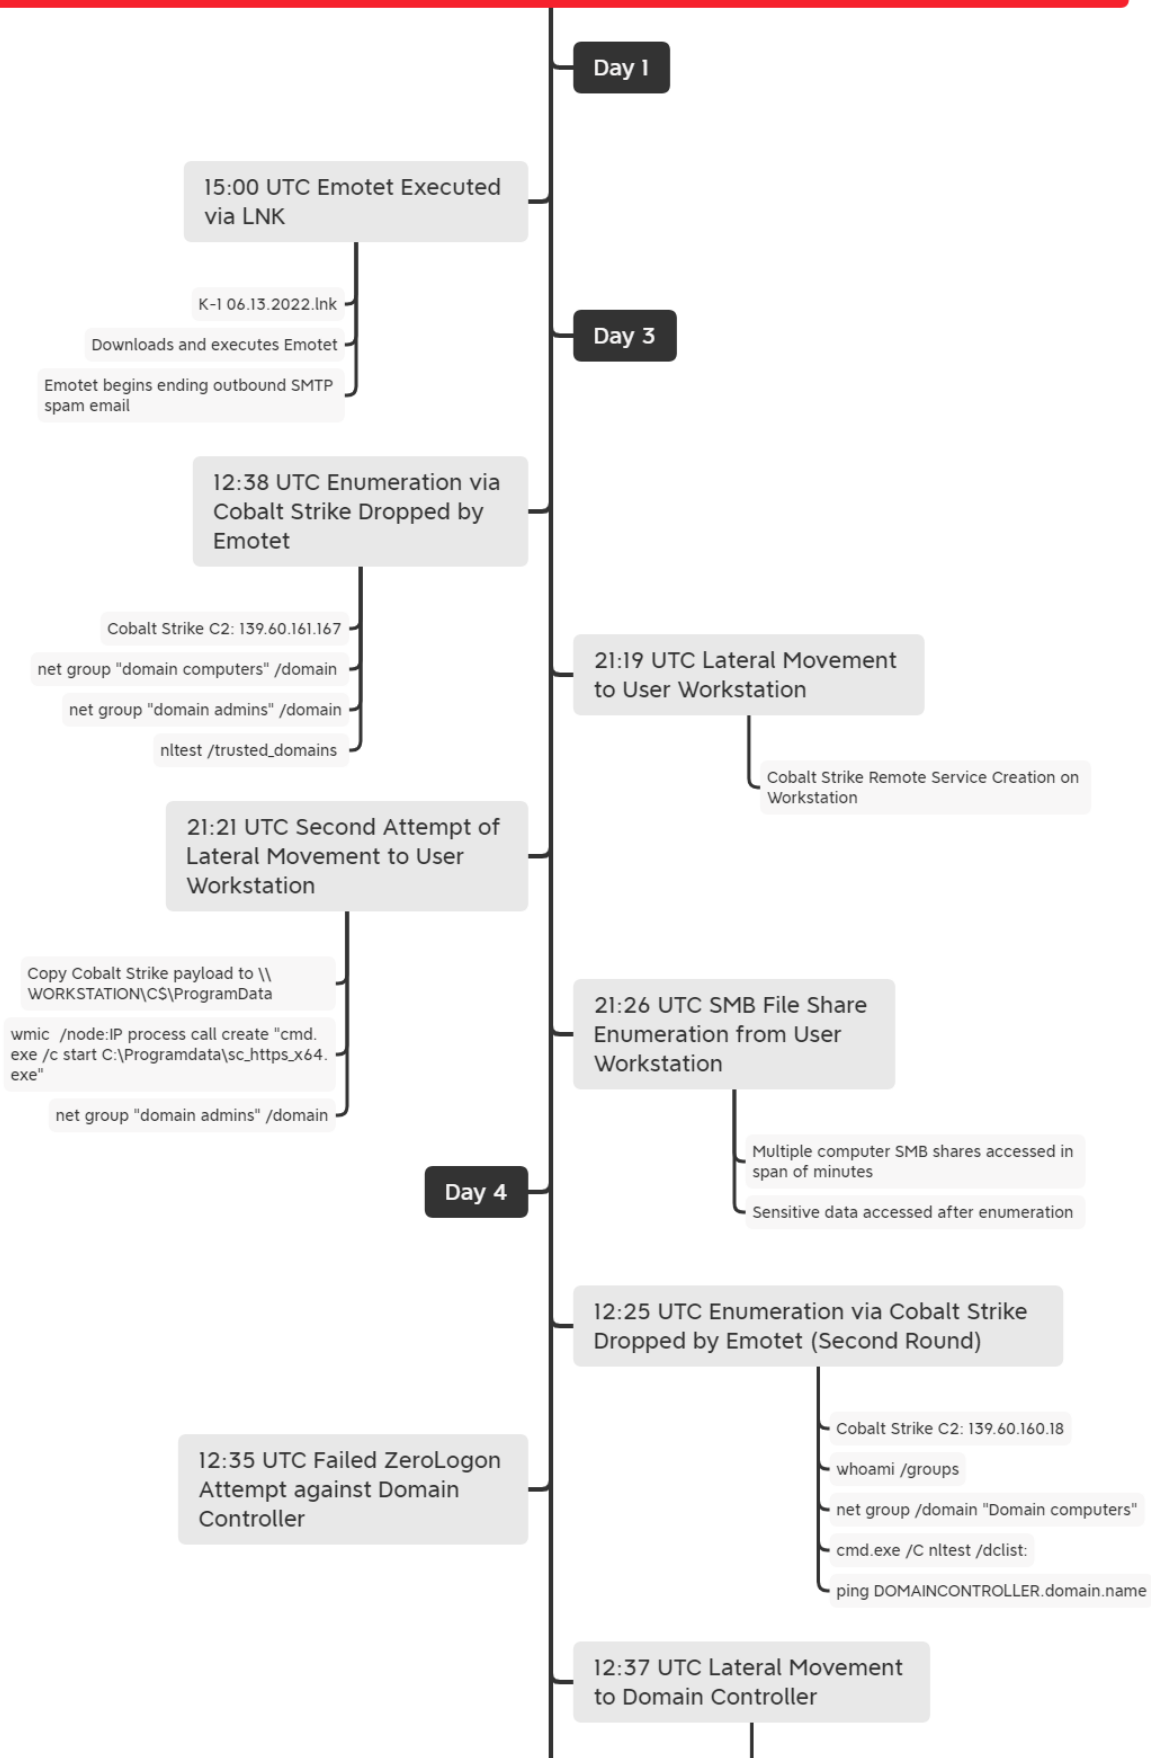 Day 1
15:00 UTC Emotet Executed
via LNK
K-1 06.13.2022.lnk
Downloads and executes Emotet
Emotet begins ending outbound SMTP
spam email
Day 3
12:38 UTC Enumeration via
Cobalt Strike Dropped by
Emotet
Cobalt Strike C2: 139.60.161.167
net group "domain computers" /domain
net group "domain admins" /domain
nltest /trusted_domains
21:19 UTC Lateral Movement
to User Workstation
Cobalt Strike Remote Service Creation on
Workstation
21:21 UTC Second Attempt of
Lateral Movement to User
Workstation
Copy Cobalt Strike payload to \\
WORKSTATION\C$\ProgramData
wmic  /node:IP process call create "cmd.
exe /c start C:\Programdata\sc_https_x64.
exe"
net group "domain admins" /domain
21:26 UTC SMB File Share
Enumeration from User
Workstation
Multiple computer SMB shares accessed in
span of minutes
Sensitive data accessed after enumeration
Day 4
12:25 UTC Enumeration via Cobalt Strike
Dropped by Emotet (Second Round)
Cobalt Strike C2: 139.60.160.18
whoami /groups
net group /domain "Domain computers"
cmd.exe /C nltest /dclist:
ping DOMAINCONTROLLER.domain.name
12:35 UTC Failed ZeroLogon
Attempt against Domain
Controller
12:37 UTC Lateral Movement
to Domain Controller